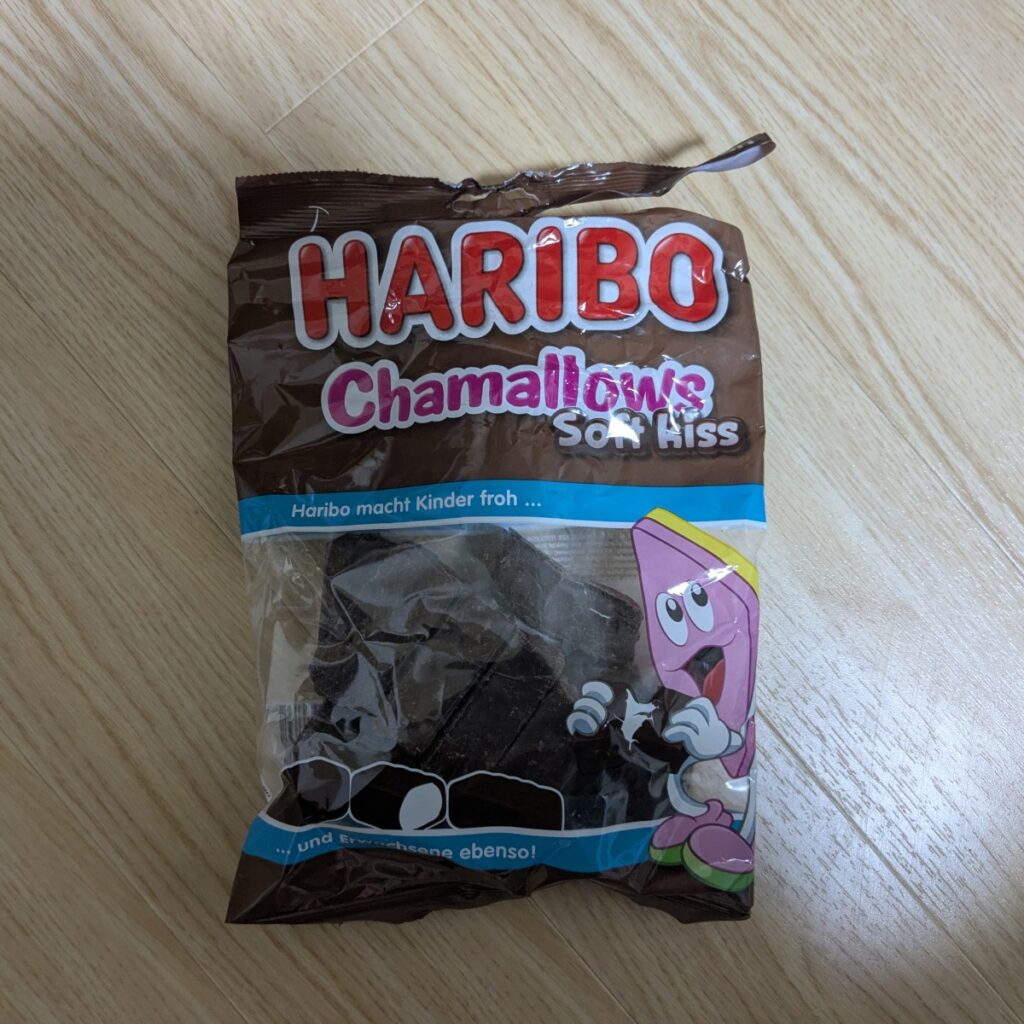 HARIBO
Chamallows
Soft Kiss
Haribo macht Kinder froh ...
... und Erwachsene ebenso!